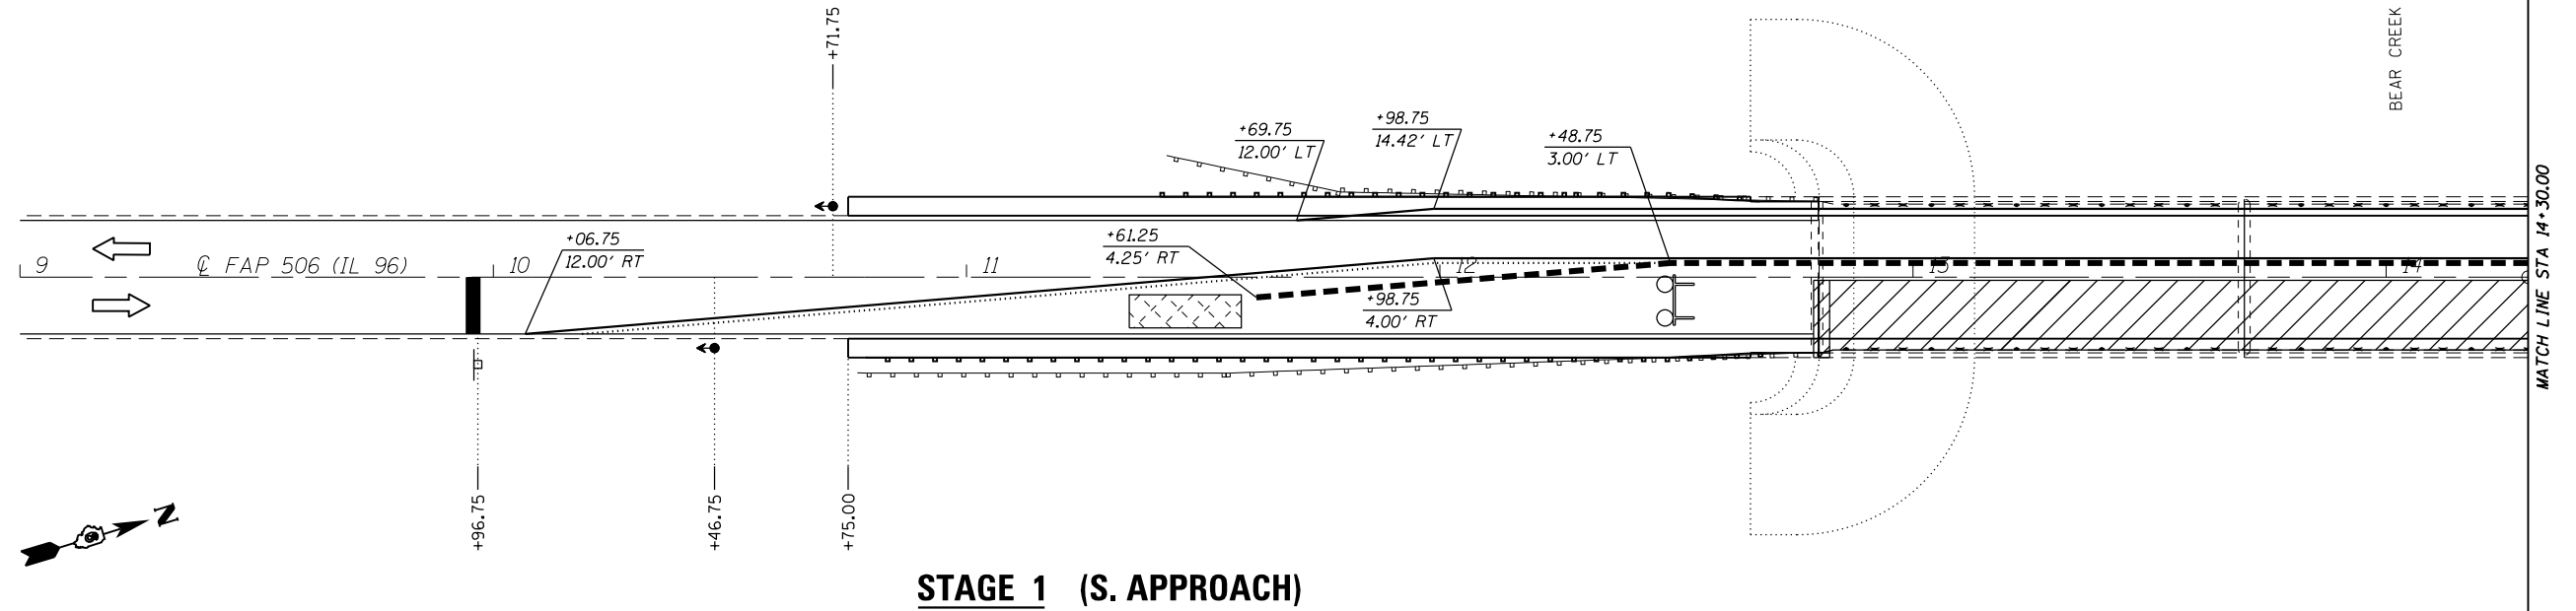 +71.75
BEAR CREEK
+69.75
12.00' LT
+98.75
14.42' LT
+48.75
3.00' LT
MATCH LINE STA 14+30.00
+06.75
12.00' RT
+61.25
4.25' RT
9
℄ FAP 506 (IL 96)
10
11
12
13
14
+98.75
4.00' RT
+96.75
+46.75
+75.00
N
STAGE 1 (S. APPROACH)